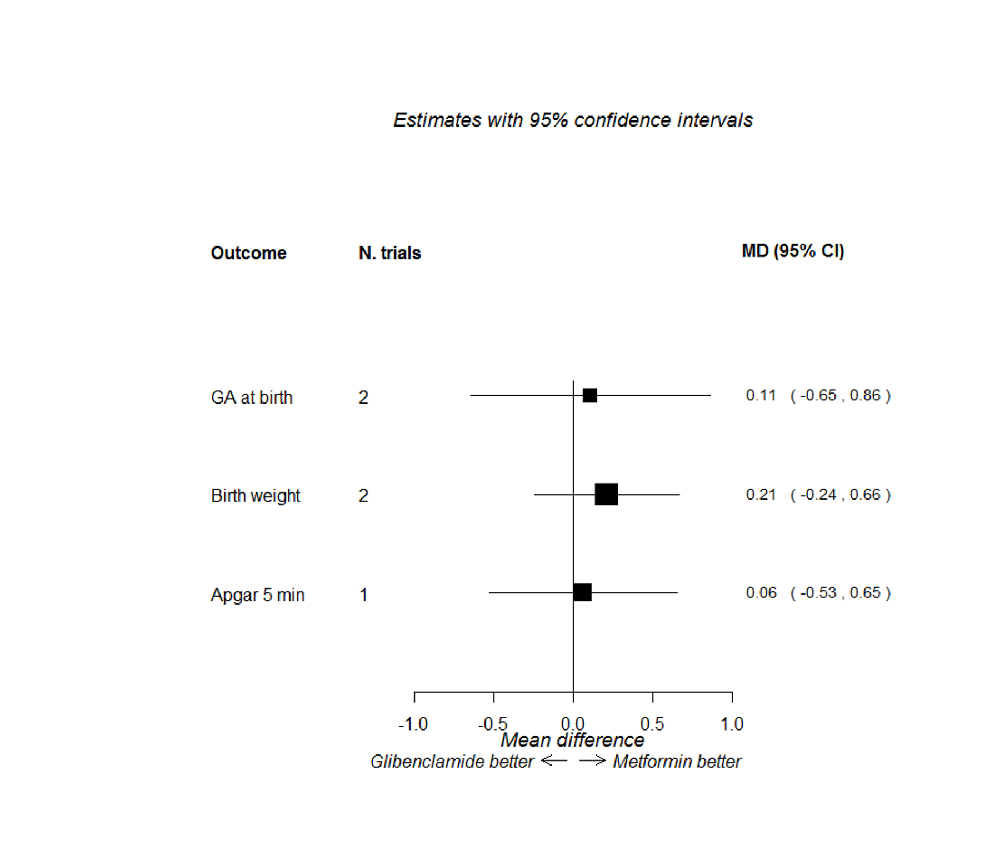 Estimates with 95% confidence intervals
Outcome N. trials MD (95% CI)
GA at birth 2 0.11 ( -0.65 , 0.86 )
Birth weight 2 0.21 ( -0.24 , 0.66 )
Apgar 5 min 1 0.06 ( -0.53 , 0.65 )
-1.0 -0.5 0.0 0.5 1.0
Mean difference
Glibenclamide better Metformin better